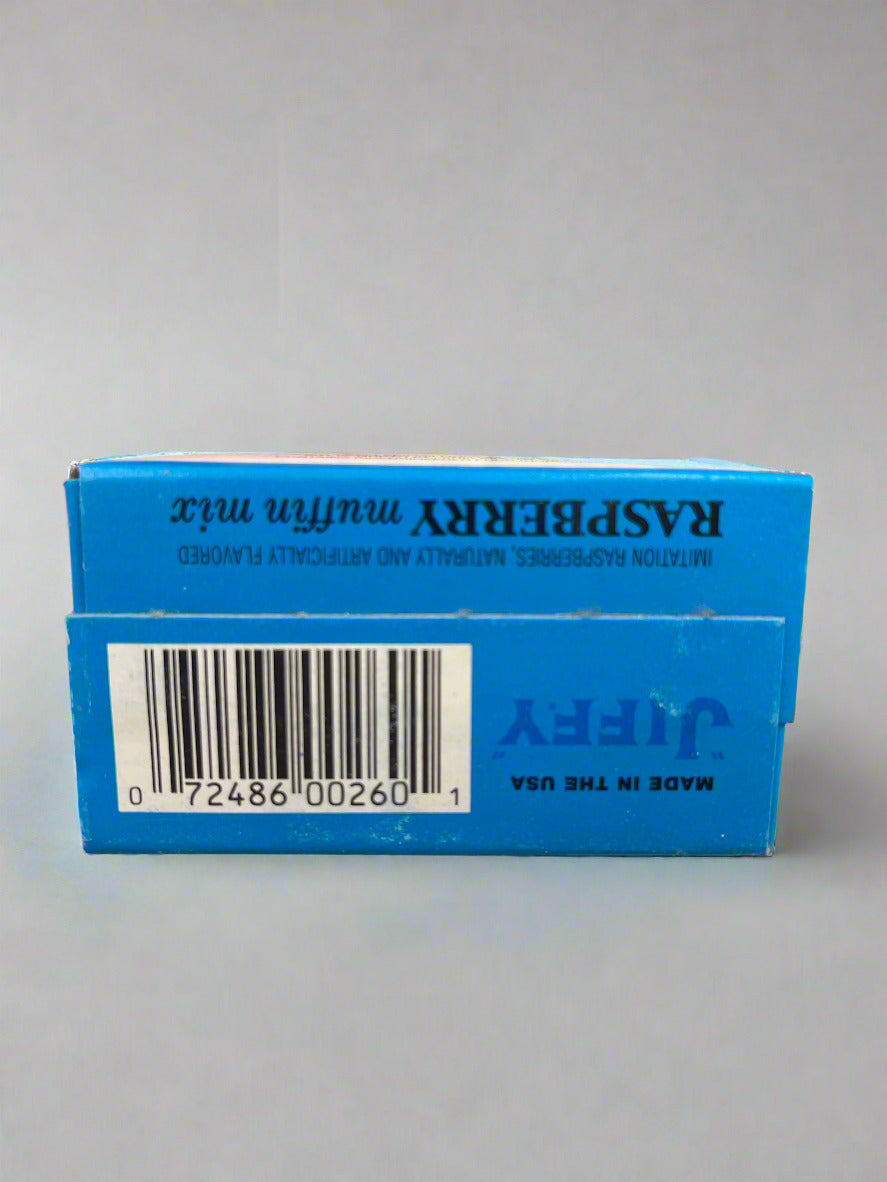 RASPBERRY muffin mix
IMITATION RASPBERRIES, NATURALLY AND ARTIFICIALLY FLAVORED
"JIFFY"
MADE IN THE USA
0 72486 00260 1